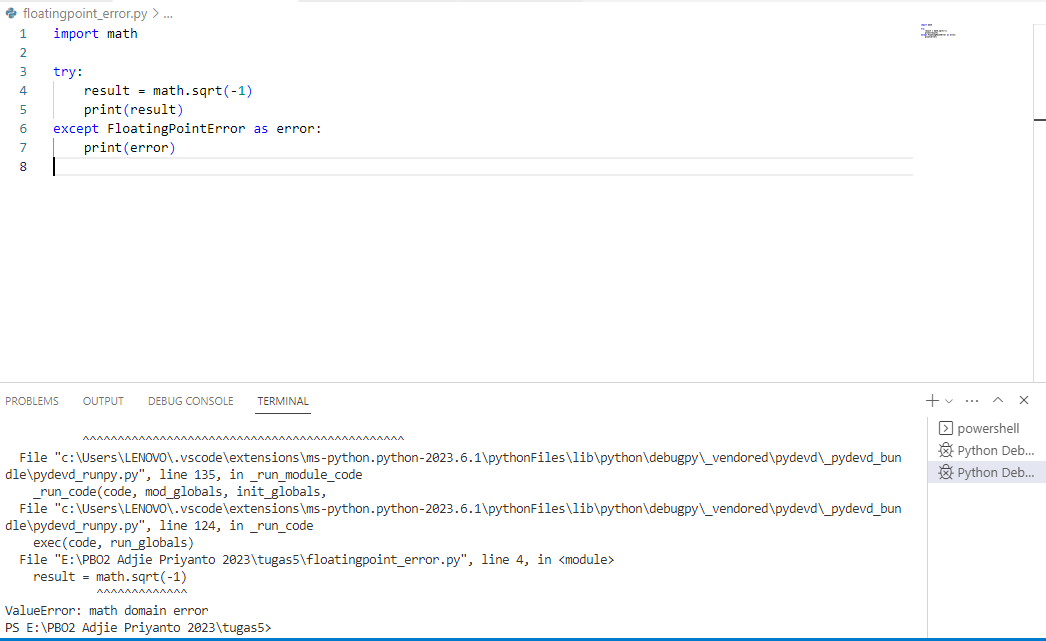 floatingpoint_error.py > ...
1 import math
2
3 try:
4     result = math.sqrt(-1)
5     print(result)
6 except FloatingPointError as error:
7     print(error)
8
PROBLEMS OUTPUT DEBUG CONSOLE TERMINAL
           ^^^^^^^^^^^^^^^^^^^^^^^^^^^^^^^^^^^^^^^^^^^^^^
  File "c:\Users\LENOVO\.vscode\extensions\ms-python.python-2023.6.1\pythonFiles\lib\python\debugpy\_vendored\pydevd\_pydevd_bun
dle\pydevd_runpy.py", line 135, in _run_module_code
    _run_code(code, mod_globals, init_globals,
  File "c:\Users\LENOVO\.vscode\extensions\ms-python.python-2023.6.1\pythonFiles\lib\python\debugpy\_vendored\pydevd\_pydevd_bun
dle\pydevd_runpy.py", line 124, in _run_code
    exec(code, run_globals)
  File "E:\PBO2 Adjie Priyanto 2023\tugas5\floatingpoint_error.py", line 4, in <module>
    result = math.sqrt(-1)
             ^^^^^^^^^^^^^
ValueError: math domain error
PS E:\PBO2 Adjie Priyanto 2023\tugas5>
powershell
Python Deb...
Python Deb...